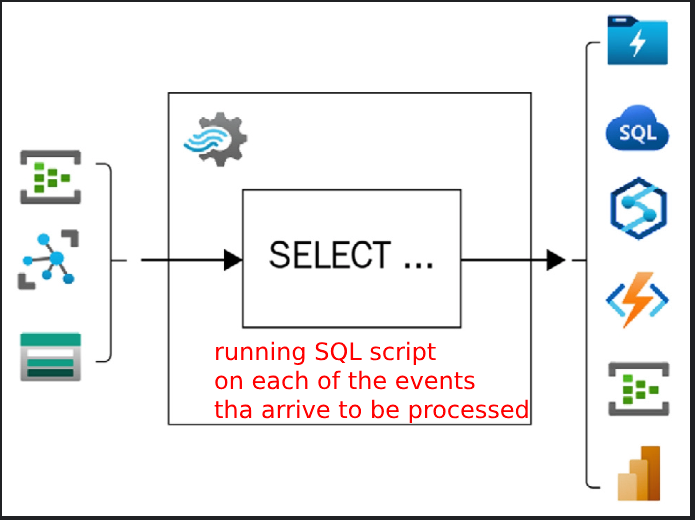 SQL
SELECT ...
running SQL script
on each of the events
tha arrive to be processed